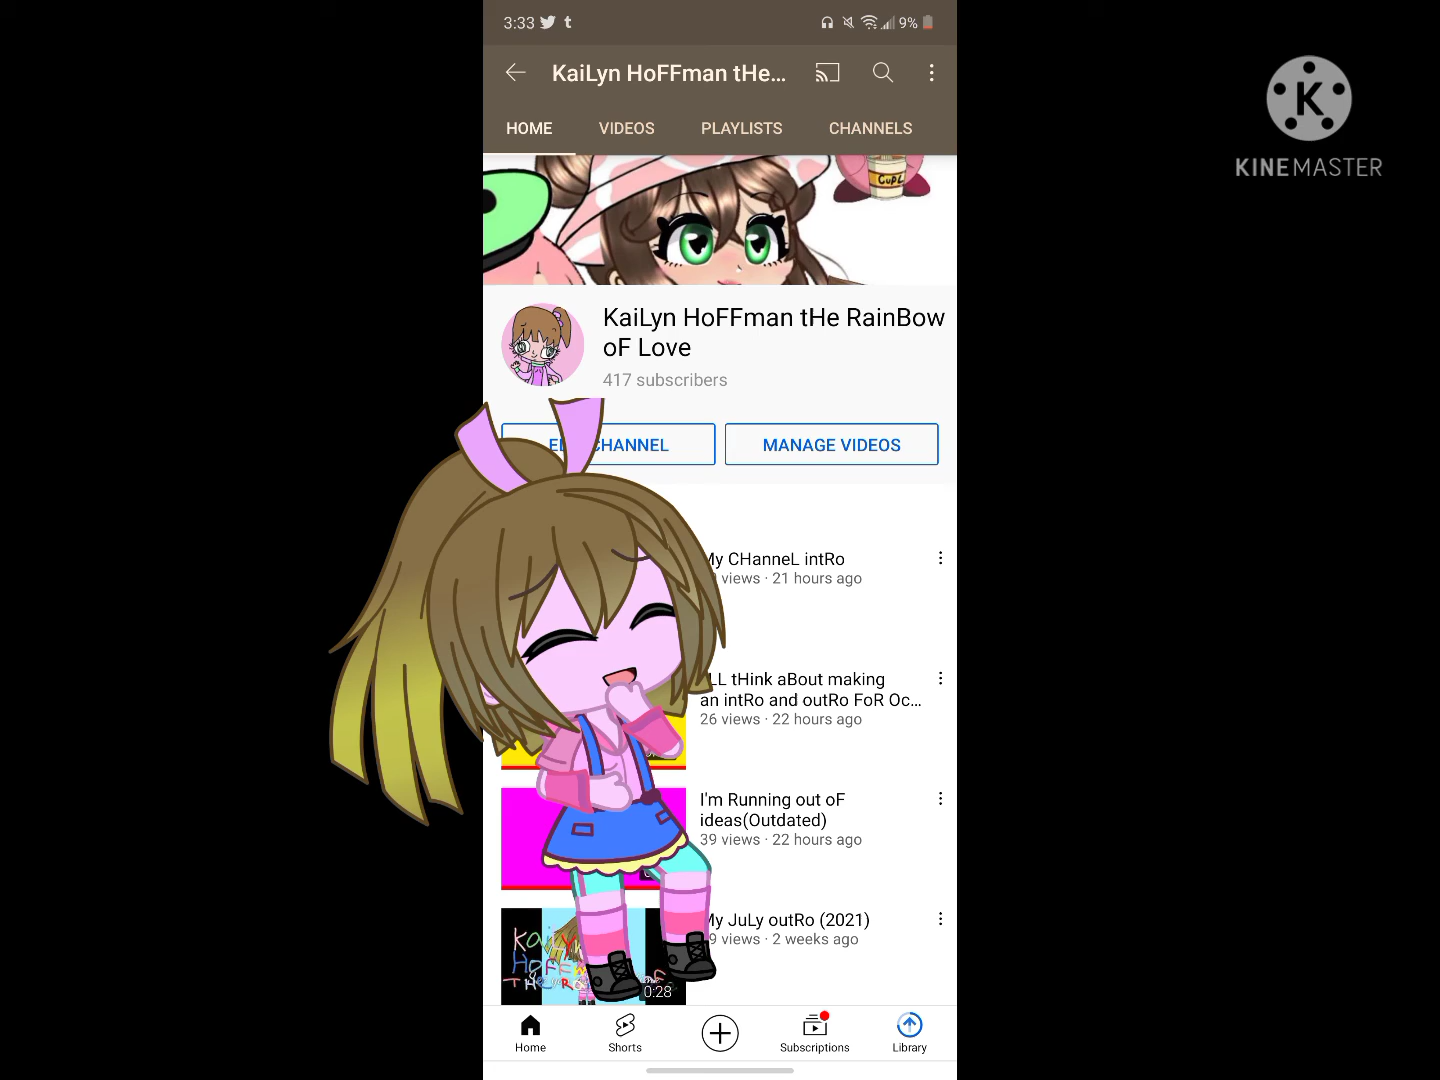 3:33 t 9%
KaiLyn HoFFman tHe...
HOME VIDEOS PLAYLISTS CHANNELS
K
KINEMASTER
KaiLyn HoFFman tHe RainBow
oF Love
417 subscribers
CHANNEL
MANAGE VIDEOS
My CHanneL intRo
views · 21 hours ago
tHink aBout making
an intRo and outRo FoR Oc...
26 views · 22 hours ago
I'm Running out oF
ideas(Outdated)
39 views · 22 hours ago
My JuLy outRo (2021)
views · 2 weeks ago
0:28
Home Shorts Subscriptions Library